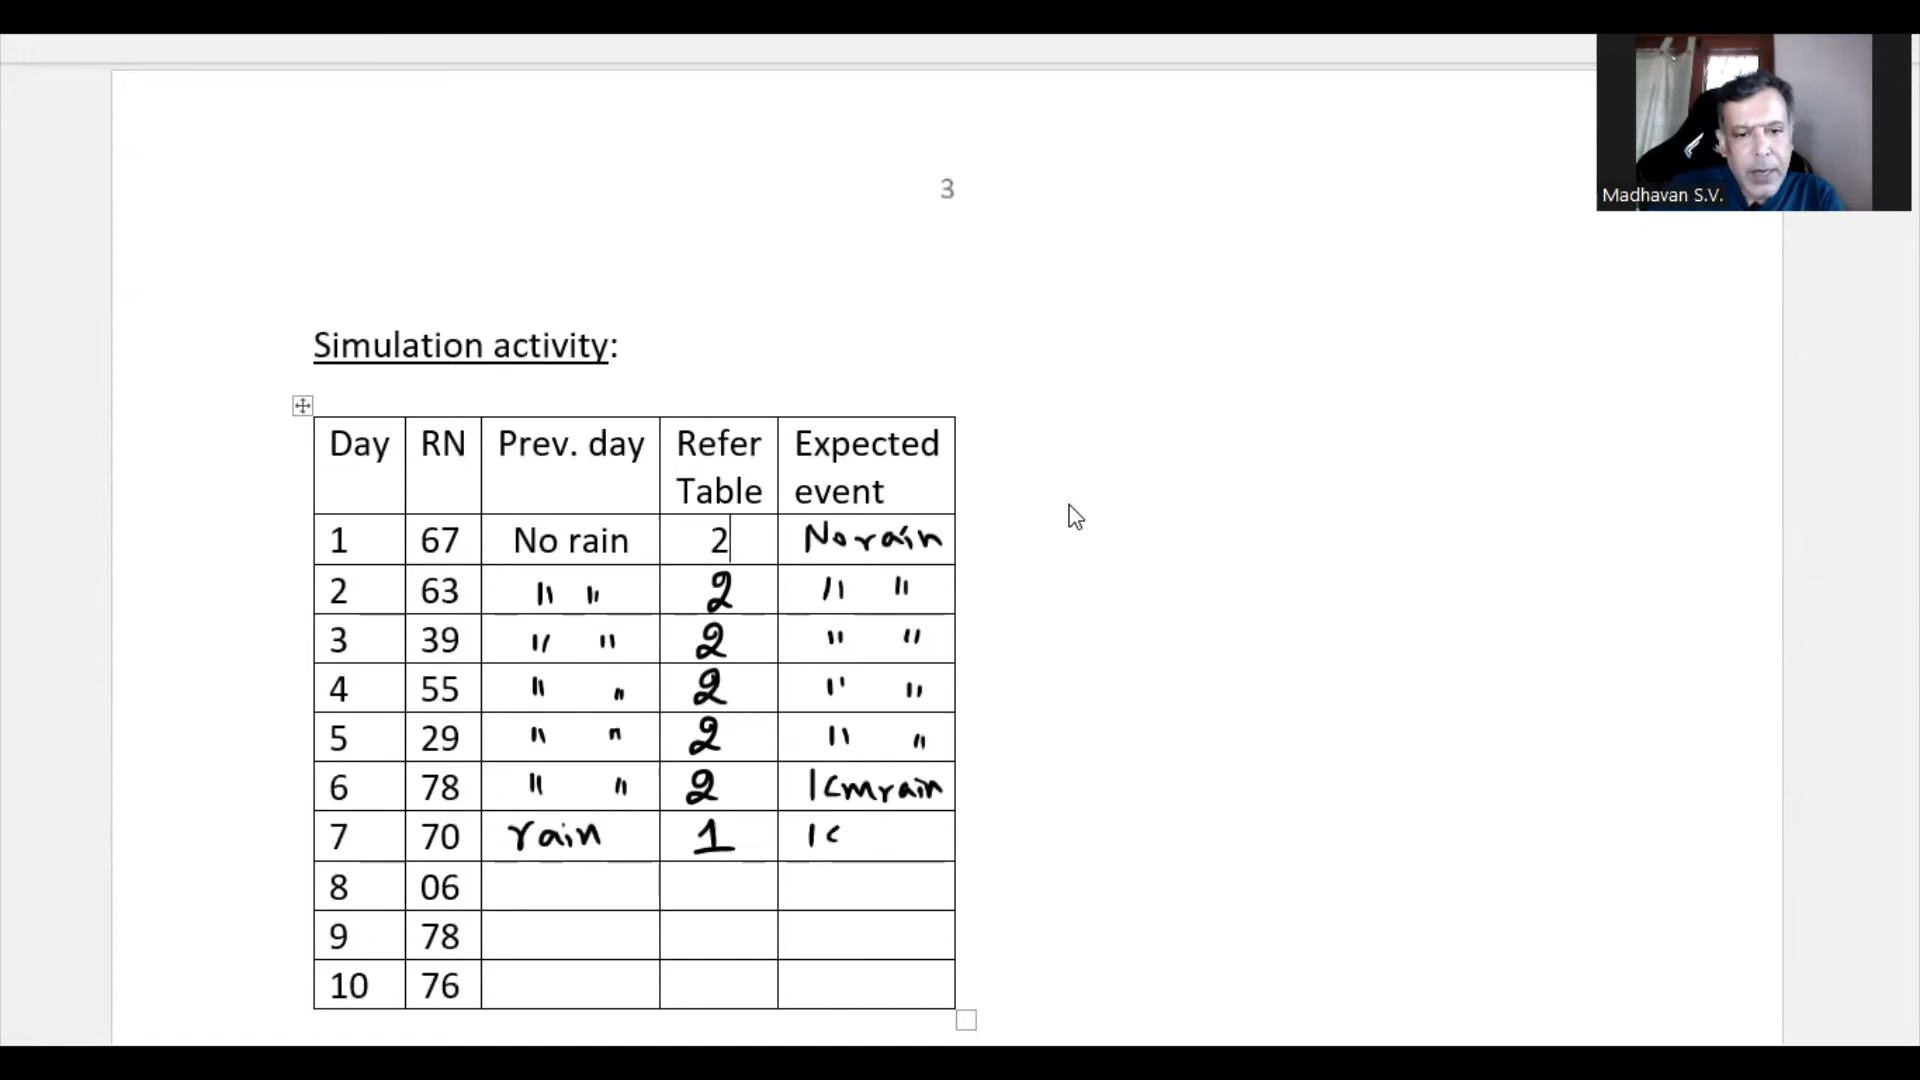 Madhavan S.V.
3
Simulation activity:
Day RN Prev. day Refer Table Expected event
1 67 No rain 2 No rain
2 63 " " 2 " "
3 39 " " 2 " "
4 55 " " 2 " "
5 29 " " 2 " "
6 78 " " 2 1cm rain
7 70 rain 1 1c
8 06
9 78
10 76